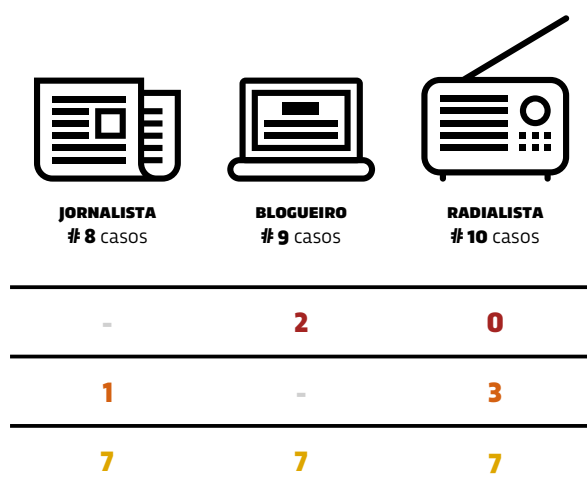 JORNALISTA BLOGUEIRO RADIALISTA
# 8 casos # 9 casos # 10 casos
- 2 0
1 - 3
7 7 7